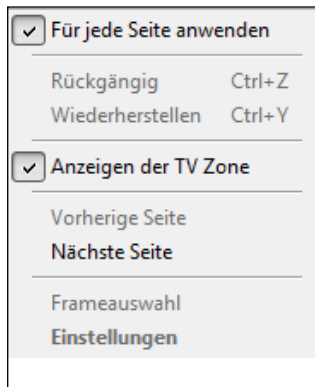 Für jede Seite anwenden
Rückgängig Ctrl+Z
Wiederherstellen Ctrl+Y
Anzeigen der TV Zone
Vorherige Seite
Nächste Seite
Frameauswahl
Einstellungen